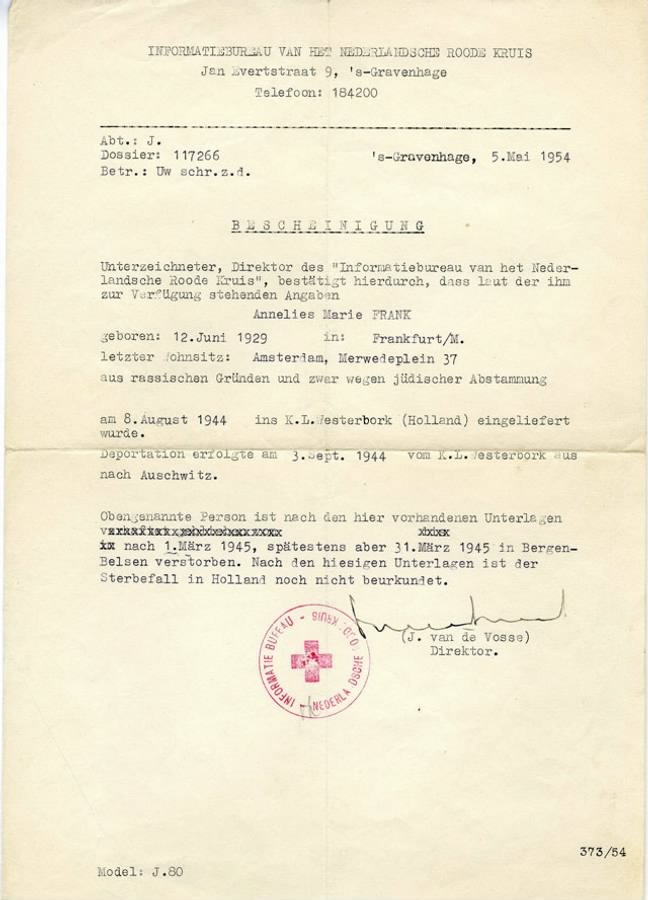 INFORMATIEBUREAU VAN HET NEDERLANDSCHE ROODE KRUIS
Jan Evertstraat 9, 's-Gravenhage
Telefoon: 184200
Abt.: J.
Dossier: 117266
's-Gravenhage, 5.Mai 1954
Betr.: Uw schr.z.d.
BESCHEINIGUNG
Unterzeichneter, Direktor des "Informatiebureau van het Neder-
landsche Roode Kruis", bestätigt hierdurch, dass laut der ihm
zur Verfügung stehenden Angaben
Annelies Marie FRANK
geboren: 12.Juni 1929 in: Frankfurt/M.
letzter Wohnsitz: Amsterdam, Merwedeplein 37
aus rassischen Gründen und zwar wegen jüdischer Abstammung
am 8.August 1944 ins K.L.Westerbork (Holland) eingeliefert
wurde.
Deportation erfolgte am 3.Sept. 1944 vom K.L.Westerbork aus
nach Auschwitz.
Obengenannte Person ist nach den hier vorhandenen Unterlagen
nach 1.März 1945, spätestens aber 31.März 1945 in Bergen-
Belsen verstorben. Nach den hiesigen Unterlagen ist der
Sterbefall in Holland noch nicht beurkundet.
(J. van de Vosse)
Direktor.
INFORMATIE BUREAU - NEDERLANDSCHE ROODE KRUIS -
373/54
Model: J.80